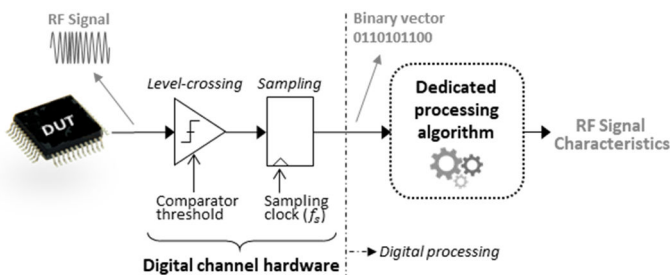 RF Signal
Binary vector
0110101100
Level-crossing
Sampling
DUT
Dedicated
processing
algorithm
RF Signal
Characteristics
Comparator
threshold
Sampling
clock (fs)
Digital channel hardware
Digital processing